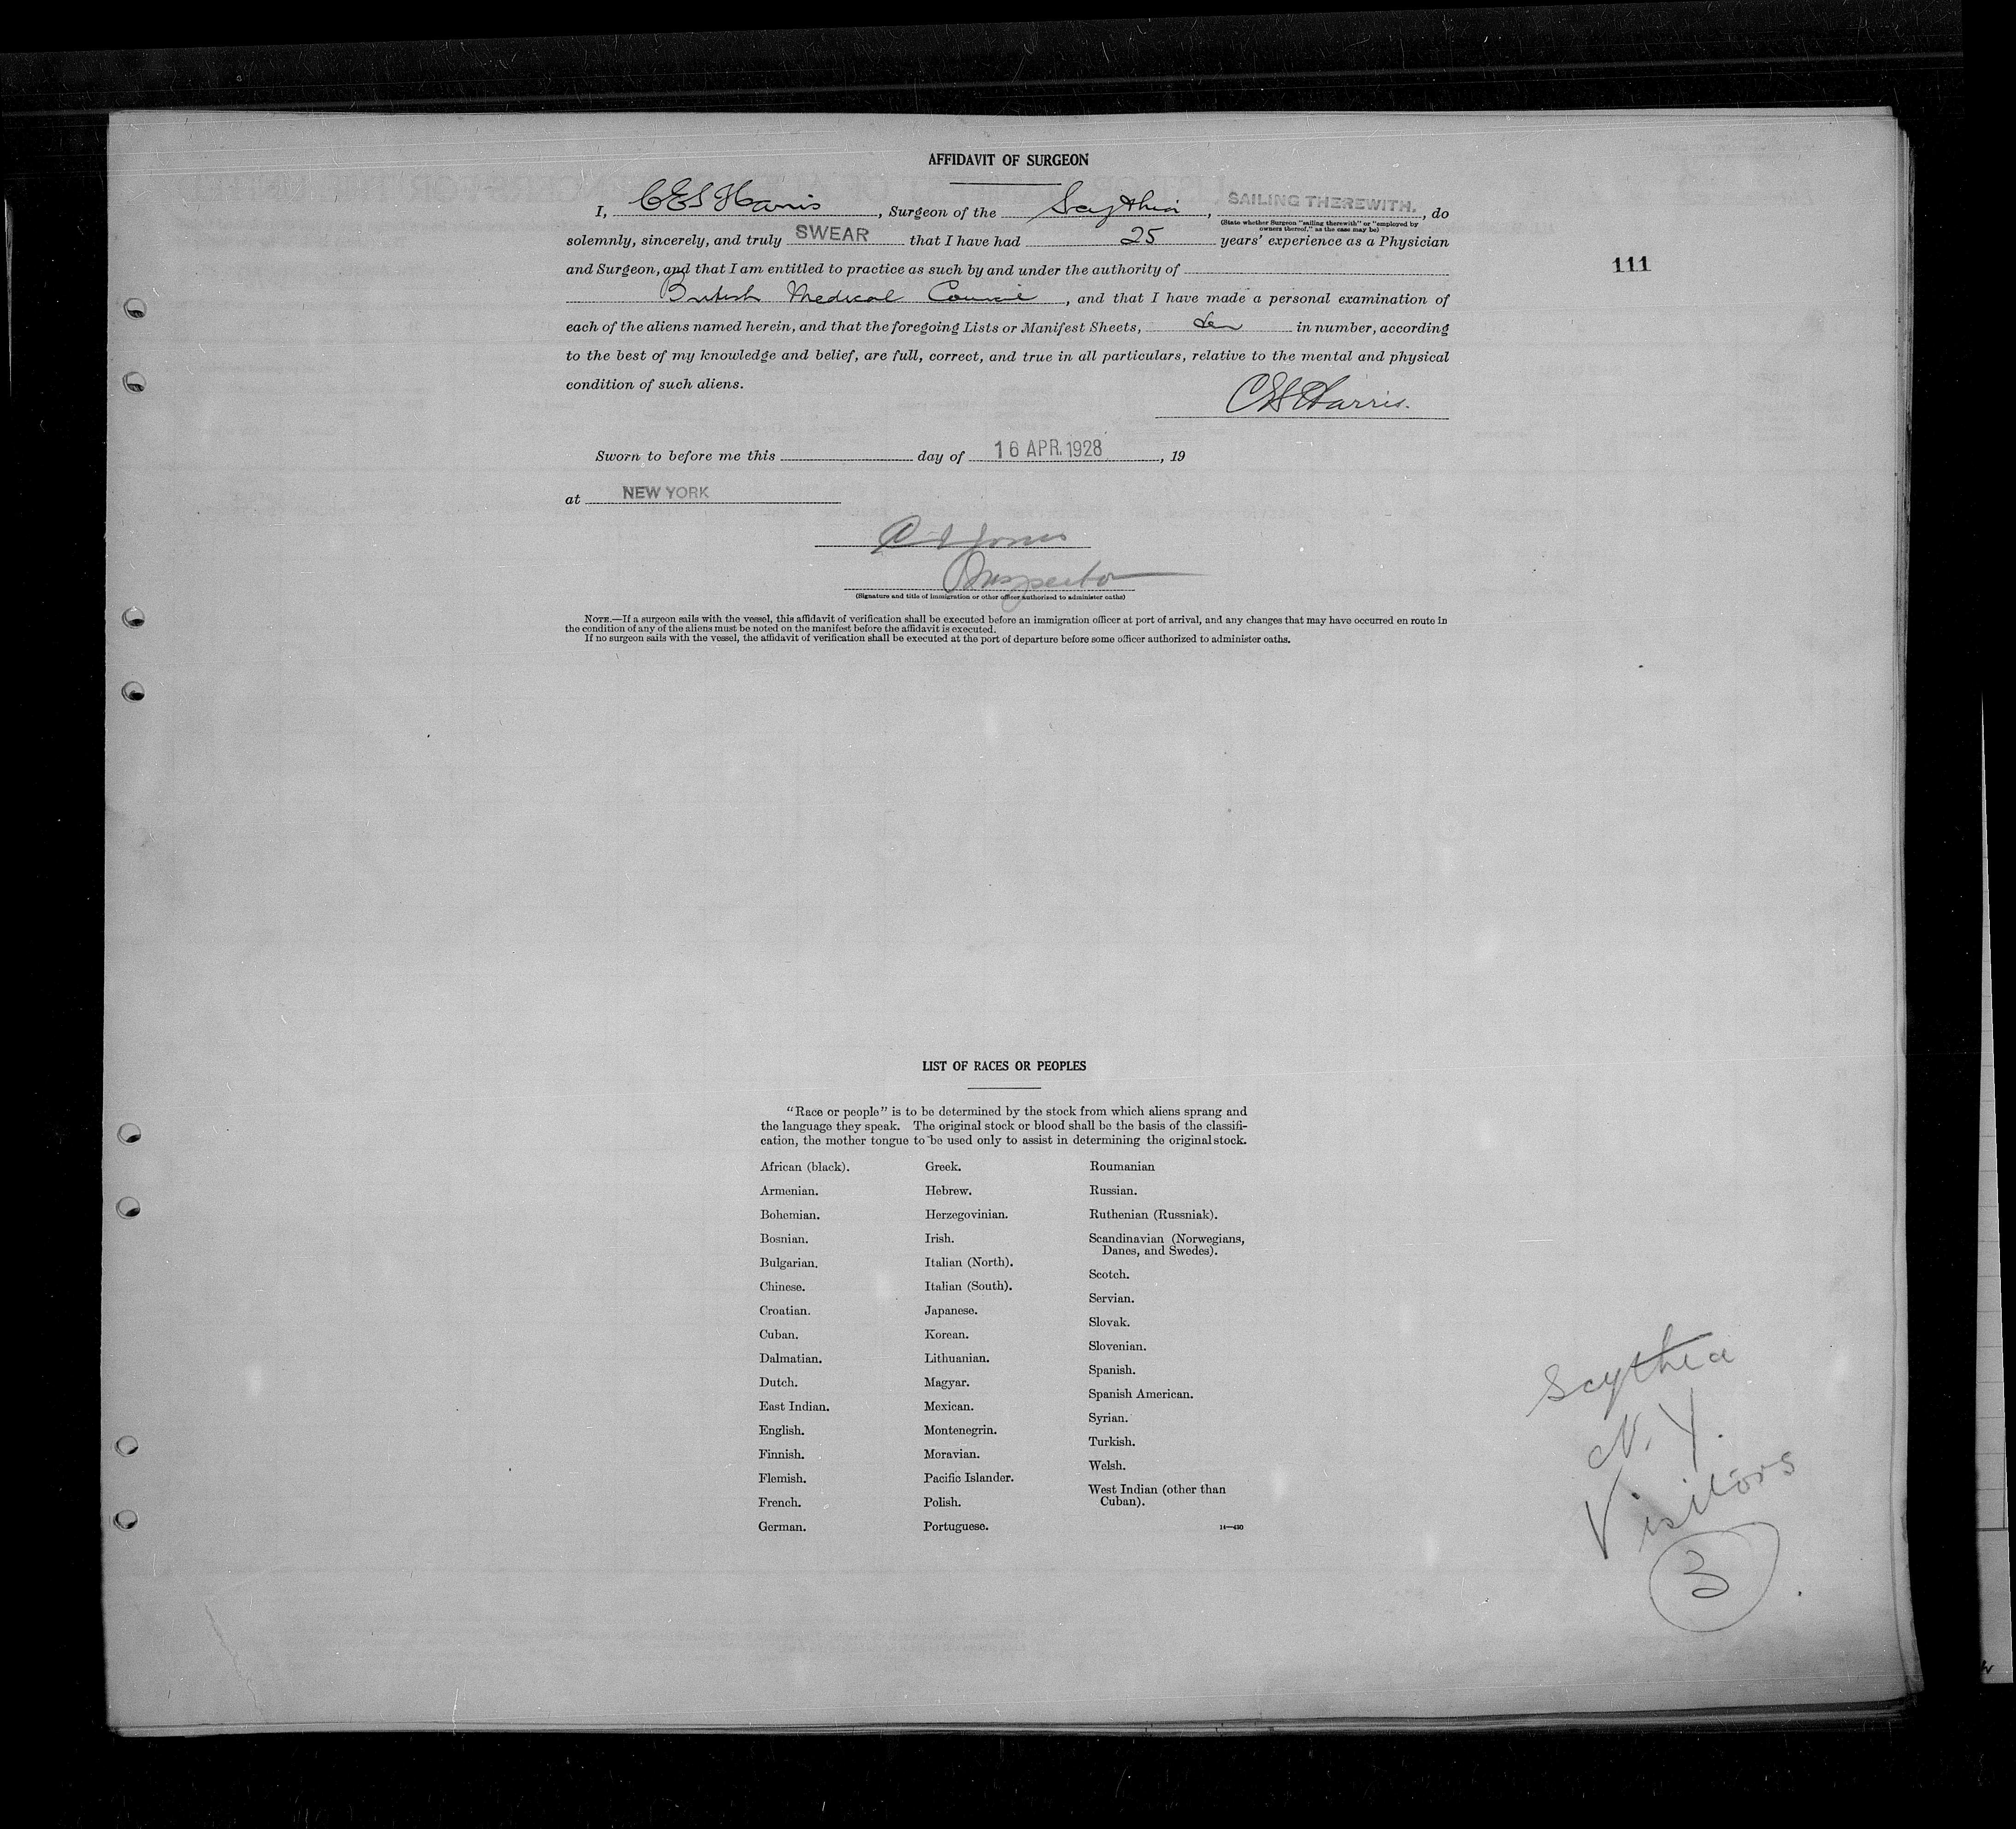 AFFIDAVIT OF SURGEON
I, C E S Harris, Surgeon of the Scythia, SAILING THEREWITH., do
(State whether Surgeon "sailing therewith" or "employed by
owners thereof," as the case may be)
solemnly, sincerely, and truly SWEAR that I have had 25 years' experience as a Physician
and Surgeon, and that I am entitled to practice as such by and under the authority of
111
British Medical Council, and that I have made a personal examination of
each of the aliens named herein, and that the foregoing Lists or Manifest Sheets, in number, according
to the best of my knowledge and belief, are full, correct, and true in all particulars, relative to the mental and physical
condition of such aliens.
C E S Harris.
Sworn to before me this day of 16 APR. 1928, 19
at NEW YORK
Jones
Inspector
(Signature and title of immigration or other officer authorized to administer oaths)
NOTE.—If a surgeon sails with the vessel, this affidavit of verification shall be executed before an immigration officer at port of arrival, and any changes that may have occurred en route in
the condition of any of the aliens must be noted on the manifest before the affidavit is executed.
If no surgeon sails with the vessel, the affidavit of verification shall be executed at the port of departure before some officer authorized to administer oaths.
LIST OF RACES OR PEOPLES
"Race or people" is to be determined by the stock from which aliens sprang and
the language they speak. The original stock or blood shall be the basis of the classifi-
cation, the mother tongue to be used only to assist in determining the original stock.
African (black).
Armenian.
Bohemian.
Bosnian.
Bulgarian.
Chinese.
Croatian.
Cuban.
Dalmatian.
Dutch.
East Indian.
English.
Finnish.
Flemish.
French.
German.
Greek.
Hebrew.
Herzegovinian.
Irish.
Italian (North).
Italian (South).
Japanese.
Korean.
Lithuanian.
Magyar.
Mexican.
Montenegrin.
Moravian.
Pacific Islander.
Polish.
Portuguese.
Roumanian
Russian.
Ruthenian (Russniak).
Scandinavian (Norwegians,
Danes, and Swedes).
Scotch.
Servian.
Slovak.
Slovenian.
Spanish.
Spanish American.
Syrian.
Turkish.
Welsh.
West Indian (other than
Cuban).
14—430
Scythia
N. Y.
Visitors
3